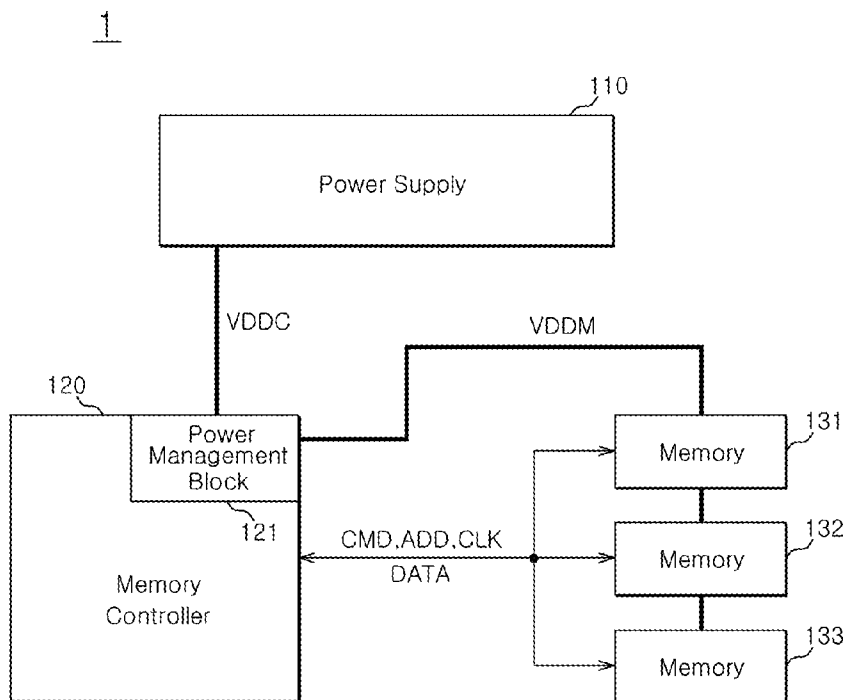 1
110
Power Supply
VDDC
VDDM
120
Power
Management
Block
121
131
Memory
132
Memory
CMD,ADD,CLK
DATA
Memory
Controller
133
Memory